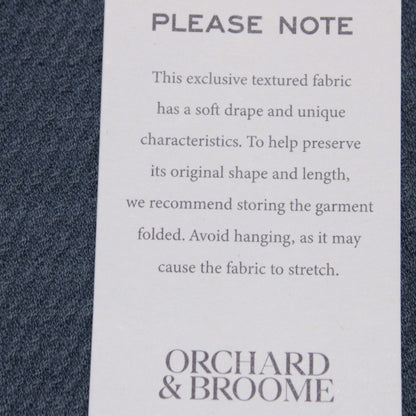 PLEASE NOTE
This exclusive textured fabric
has a soft drape and unique
characteristics. To help preserve
its original shape and length,
we recommend storing the garment
folded. Avoid hanging, as it may
cause the fabric to stretch.
ORCHARD
& BROOME